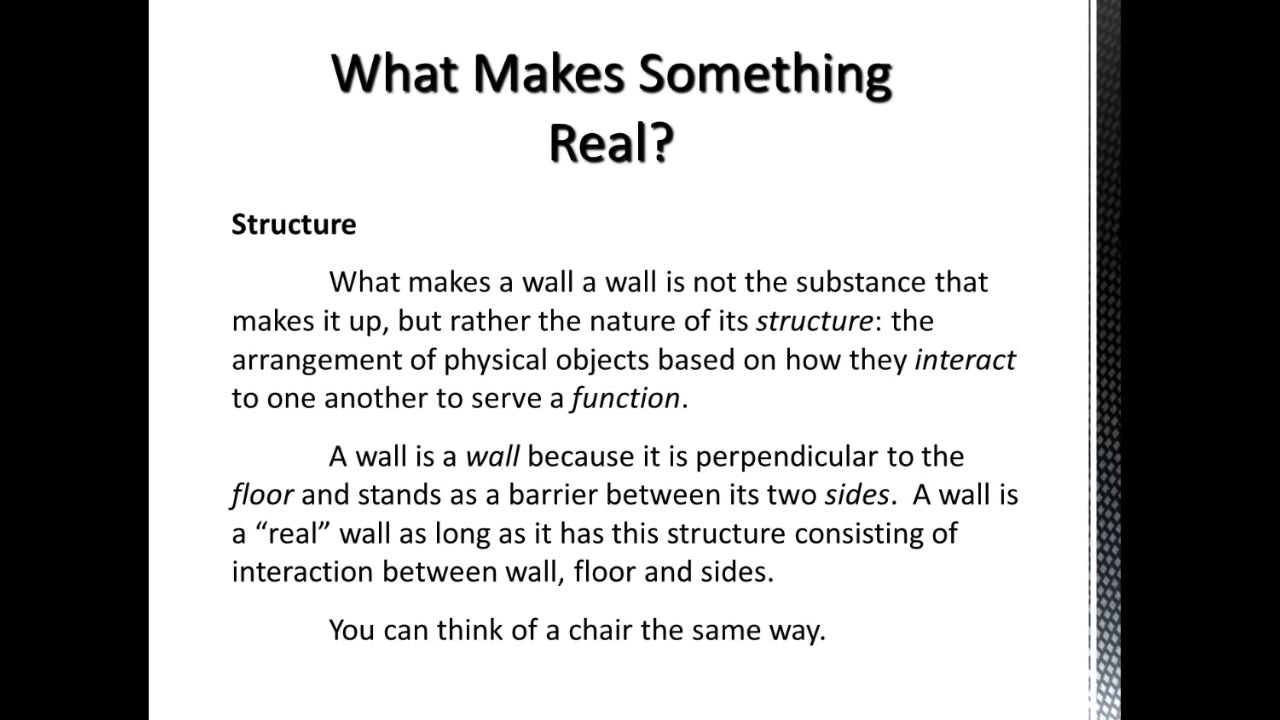 What Makes Something
Real?
Structure
What makes a wall a wall is not the substance that
makes it up, but rather the nature of its structure: the
arrangement of physical objects based on how they interact
to one another to serve a function.
A wall is a wall because it is perpendicular to the
floor and stands as a barrier between its two sides.  A wall is
a “real” wall as long as it has this structure consisting of
interaction between wall, floor and sides.
You can think of a chair the same way.